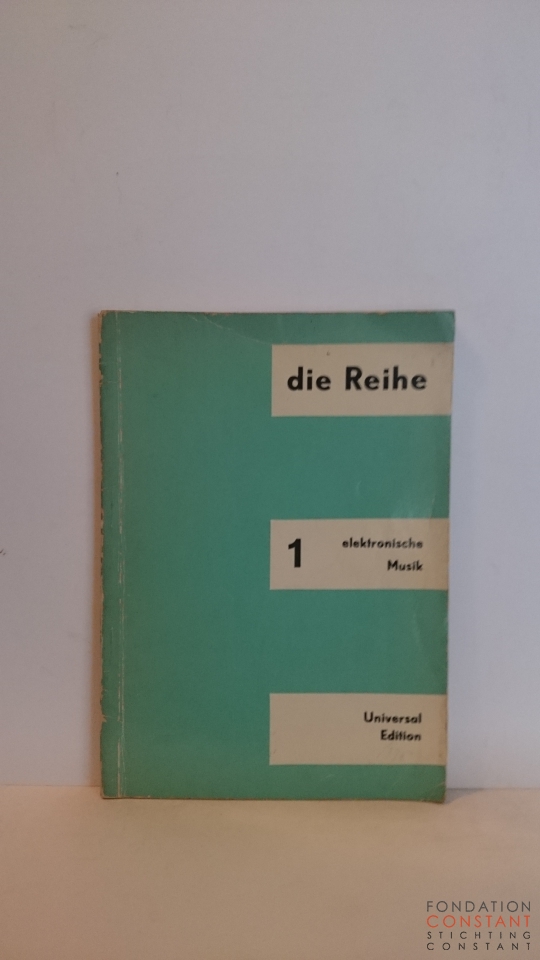 die Reihe
1
elektronische
Musik
Universal
Edition
FONDATION
CONSTANT
STICHTING
CONSTANT